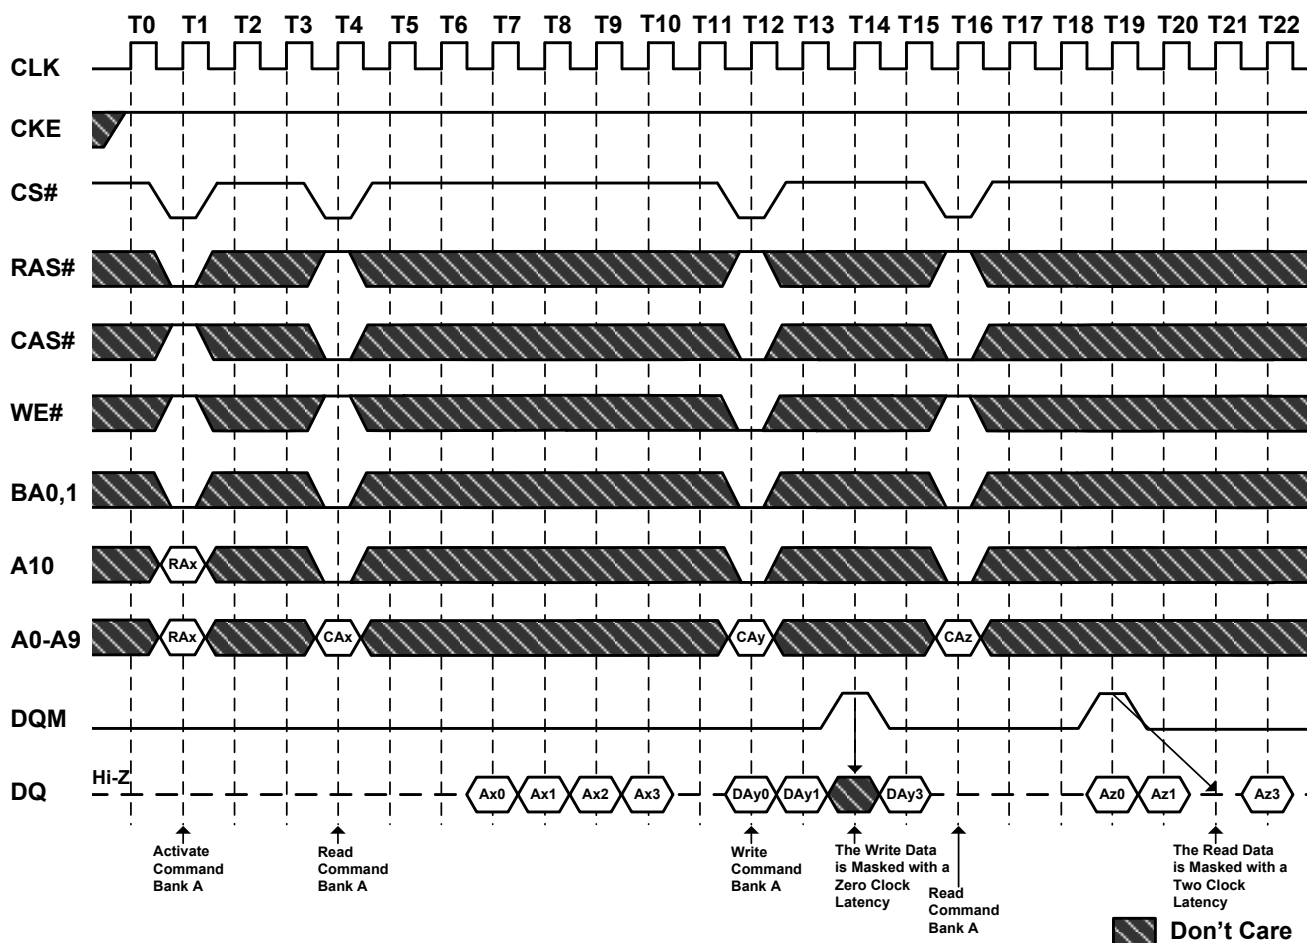 T0 T1 T2 T3 T4 T5 T6 T7 T8 T9 T10 T11 T12 T13 T14 T15 T16 T17 T18 T19 T20 T21 T22
CLK
CKE
CS#
RAS#
CAS#
WE#
BA0,1
A10
RAx
A0-A9
RAx CAx CAy CAz
DQM
Hi-Z
DQ
Ax0 Ax1 Ax2 Ax3 DAy0 DAy1 DAy3 Az0 Az1 Az3
Activate
Command
Bank A
Read
Command
Bank A
Write
Command
Bank A
The Write Data
is Masked with a
Zero Clock
Latency
Read
Command
Bank A
The Read Data
is Masked with a
Two Clock
Latency
Don't Care